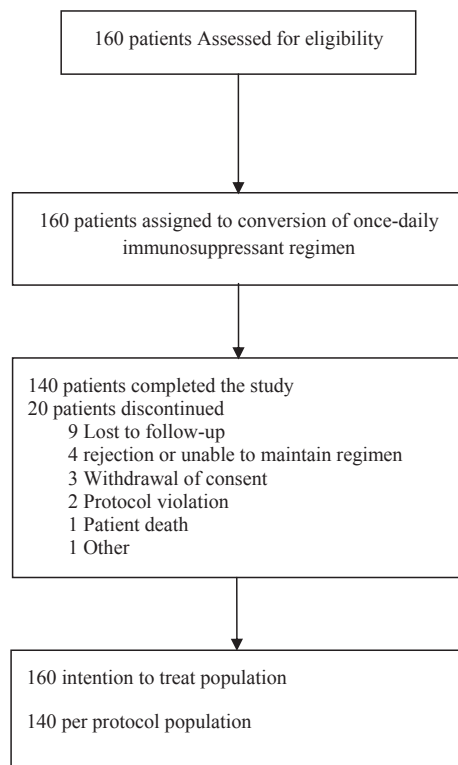 160 patients Assessed for eligibility
160 patients assigned to conversion of once-daily
immunosuppressant regimen
140 patients completed the study
20 patients discontinued
9 Lost to follow-up
4 rejection or unable to maintain regimen
3 Withdrawal of consent
2 Protocol violation
1 Patient death
1 Other
160 intention to treat population
140 per protocol population